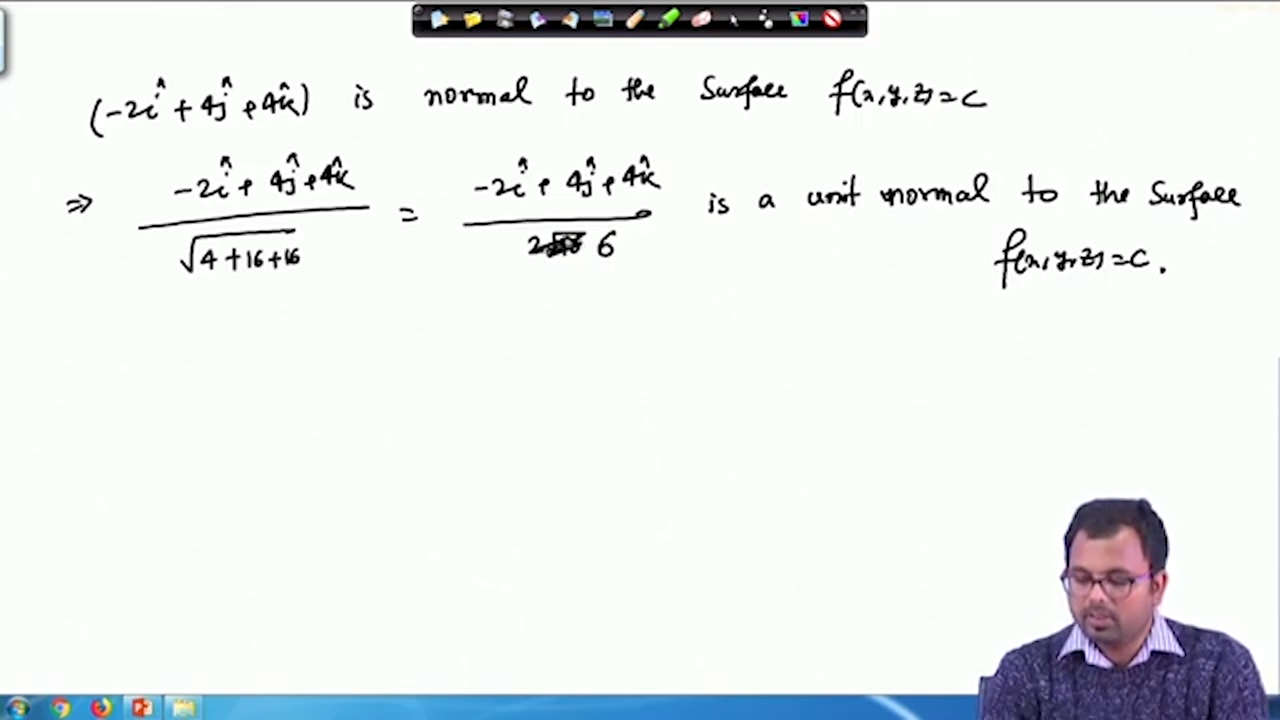 (-2î + 4ĵ + 4k̂) is normal to the Surface f(x,y,z)=c
⇒ (-2î + 4ĵ + 4k̂)/√(4+16+16) = (-2î + 4ĵ + 4k̂)/6 is a unit normal to the Surface
f(x,y,z)=c.